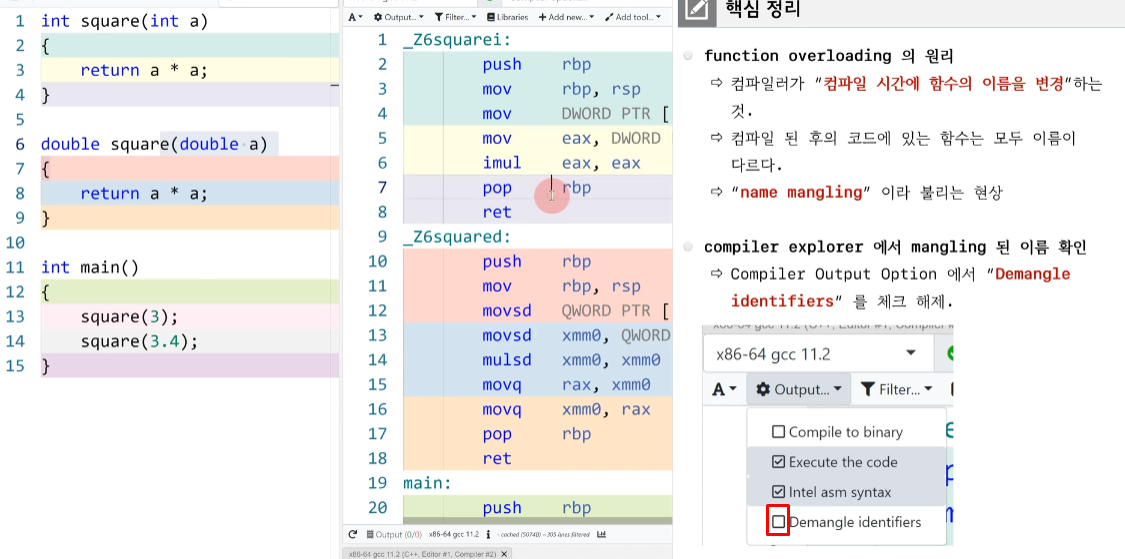 1 int square(int a)
2 {
3 return a * a;
4 }
5
6 double square(double a)
7 {
8 return a * a;
9 }
10
11 int main()
12 {
13 square(3);
14 square(3.4);
15 }
A Output... Filter... Libraries + Add new... Add tool...
1 _Z6squarei:
2 push rbp
3 mov rbp, rsp
4 mov DWORD PTR [
5 mov eax, DWORD
6 imul eax, eax
7 pop rbp
8 ret
9 _Z6squared:
10 push rbp
11 mov rbp, rsp
12 movsd QWORD PTR [
13 movsd xmm0, QWORD
14 mulsd xmm0, xmm0
15 movq rax, xmm0
16 movq xmm0, rax
17 pop rbp
18 ret
19 main:
20 push rbp
Output (0/0) x86-64 gcc 11.2 i - cached (5074B) ~305 lines filtered
x86-64 gcc 11.2 (C++, Editor #1, Compiler #2) ×
핵심 정리
function overloading 의 원리
⇨ 컴파일러가 "컴파일 시간에 함수의 이름을 변경"하는
것.
⇨ 컴파일 된 후의 코드에 있는 함수는 모두 이름이
다르다.
⇨ "name mangling" 이라 불리는 현상
compiler explorer 에서 mangling 된 이름 확인
⇨ Compiler Output Option 에서 "Demangle
identifiers" 를 체크 해제.
x86-64 gcc 11.2
A Output... Filter...
Compile to binary
Execute the code
Intel asm syntax
Demangle identifiers